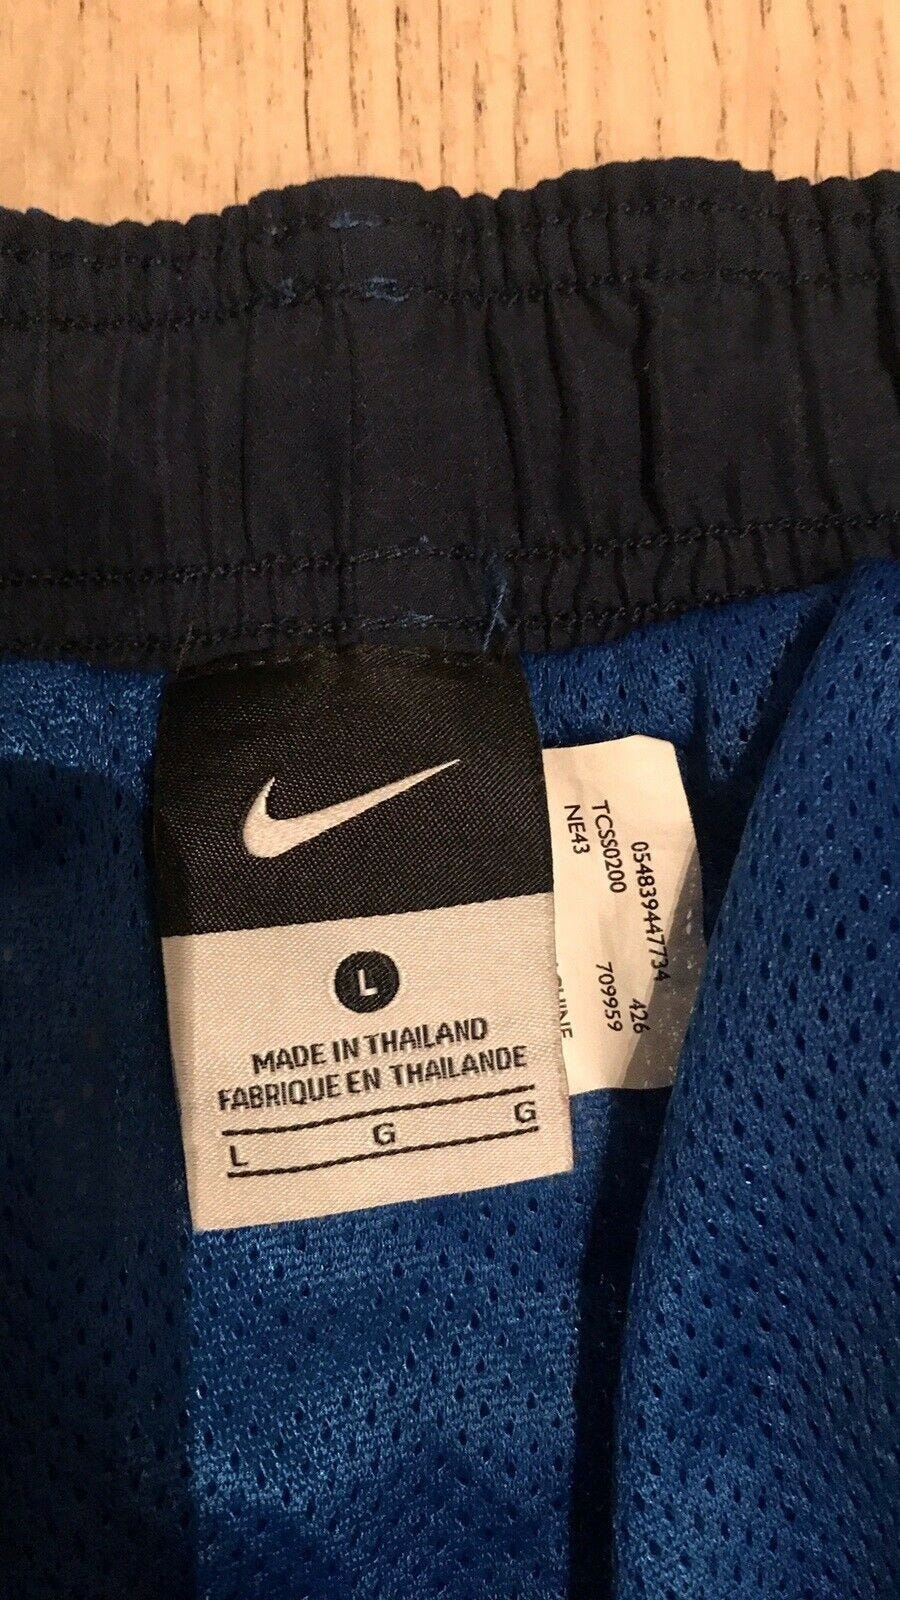 L
MADE IN THAILAND
FABRIQUE EN THAILANDE
L G G
054839447734 426
TCSS0200 709959
NE43